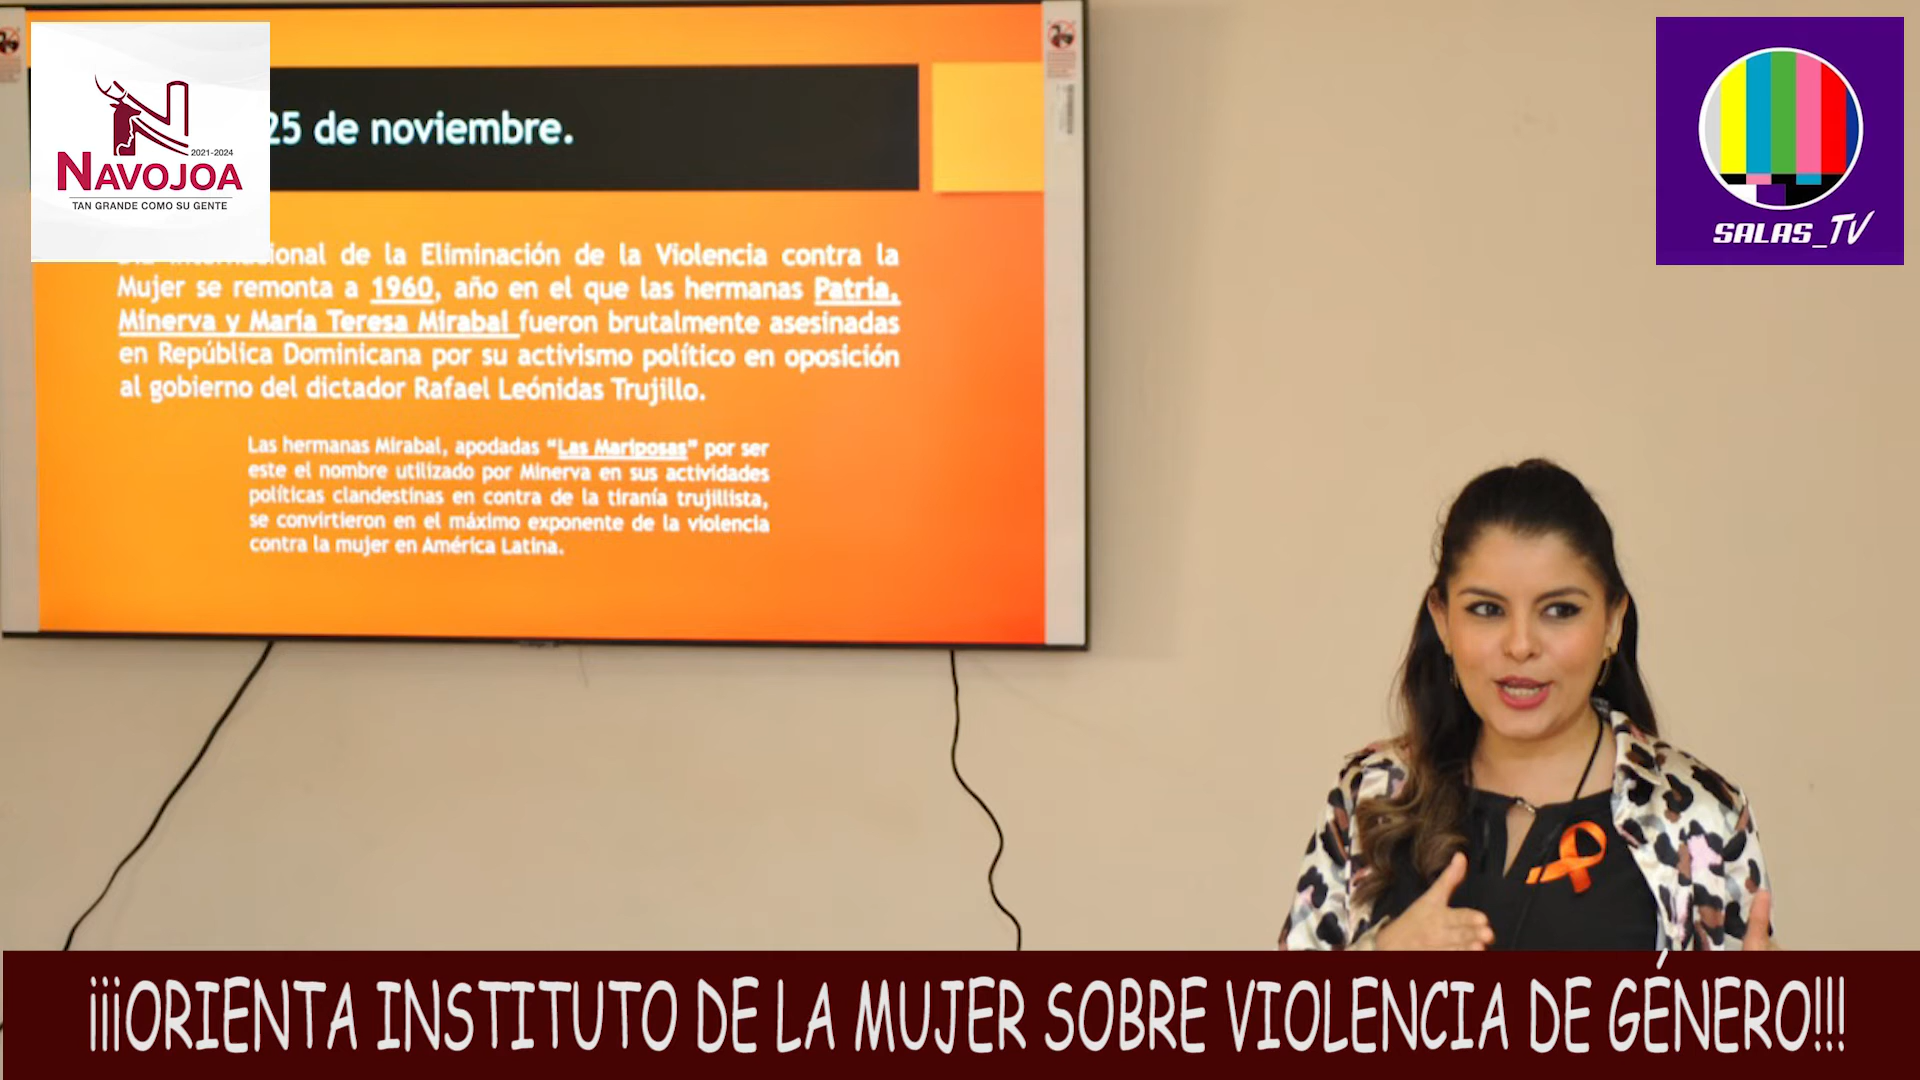 25 de noviembre.
2021-2024
NAVOJOA
TAN GRANDE COMO SU GENTE
SALAS_TV
Día Internacional de la Eliminación de la Violencia contra la
Mujer se remonta a 1960, año en el que las hermanas Patria,
Minerva y María Teresa Mirabal fueron brutalmente asesinadas
en República Dominicana por su activismo político en oposición
al gobierno del dictador Rafael Leónidas Trujillo.
Las hermanas Mirabal, apodadas “Las Mariposas” por ser
este el nombre utilizado por Minerva en sus actividades
políticas clandestinas en contra de la tiranía trujillista,
se convirtieron en el máximo exponente de la violencia
contra la mujer en América Latina.
¡¡¡ORIENTA INSTITUTO DE LA MUJER SOBRE VIOLENCIA DE GÉNERO!!!